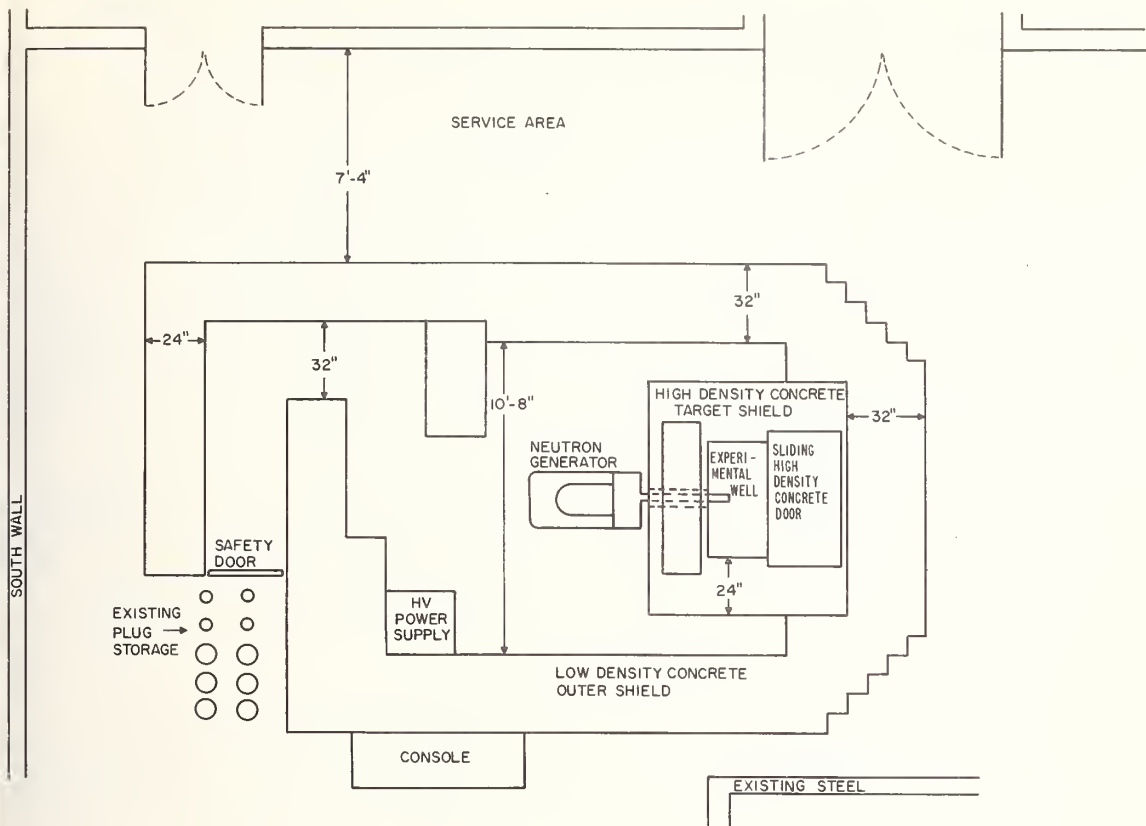 SERVICE AREA
7'-4"
32"
24"
32"
10'-8"
HIGH DENSITY CONCRETE
TARGET SHIELD
32"
NEUTRON
GENERATOR
EXPERI-
MENTAL
WELL
SLIDING
HIGH
DENSITY
CONCRETE
DOOR
SOUTH WALL
SAFETY
DOOR
24"
EXISTING
PLUG
STORAGE
HV
POWER
SUPPLY
LOW DENSITY CONCRETE
OUTER SHIELD
CONSOLE
EXISTING STEEL